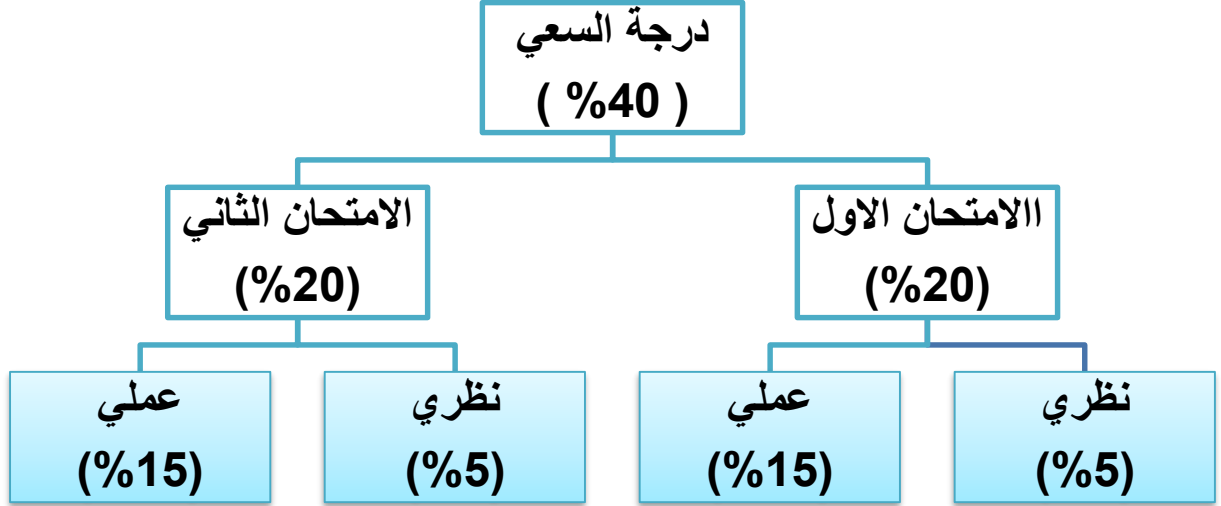 درجة السعي
( 40% )
االامتحان الاول
(20%)
الامتحان الثاني
(20%)
نظري
(5%)
عملي
(15%)
نظري
(5%)
عملي
(15%)